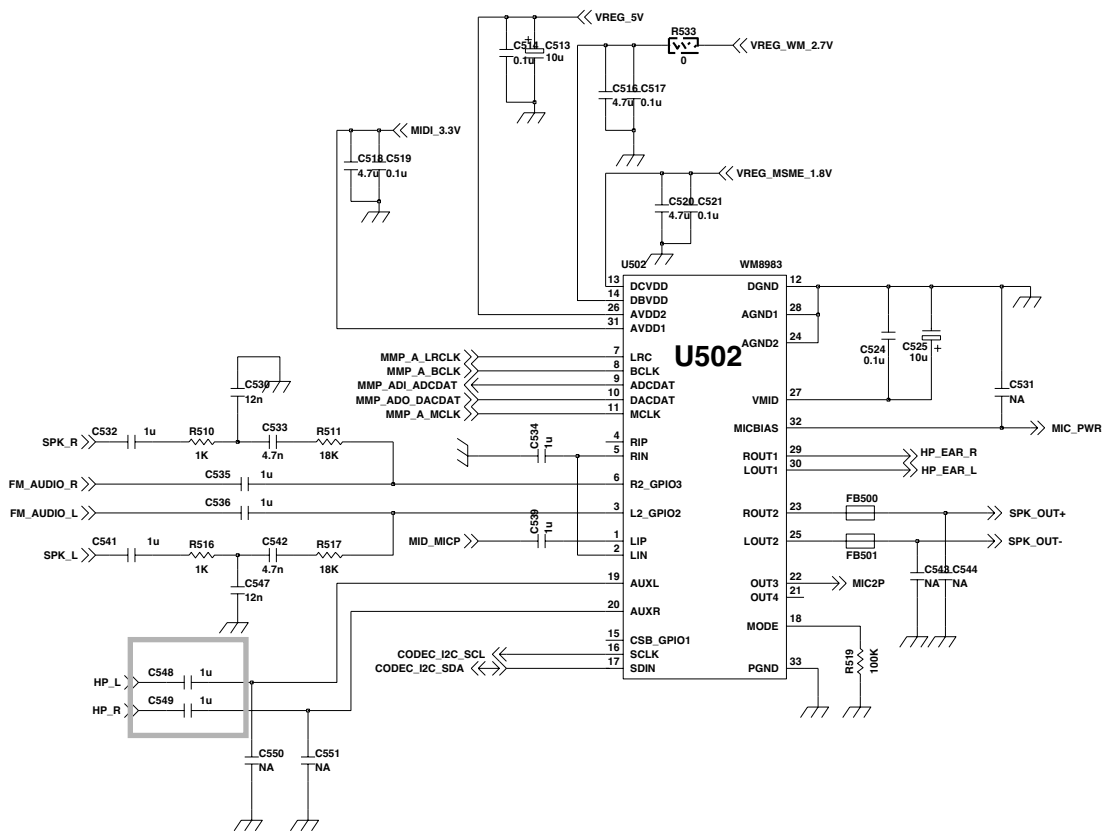 VREG_5V
C514 C513
0.1u 10u
R533
0
VREG_WM_2.7V
C516 C517
4.7u 0.1u
MIDI_3.3V
C518 C519
4.7u 0.1u
VREG_MSME_1.8V
C520 C521
4.7u 0.1u
U502 WM8983
U502
13 DCVDD
14 DBVDD
26 AVDD2
31 AVDD1
MMP_A_LRCLK 7 LRC
MMP_A_BCLK 8 BCLK
MMP_ADI_ADCDAT 9 ADCDAT
MMP_ADO_DACDAT 10 DACDAT
MMP_A_MCLK 11 MCLK
4 RIP
5 RIN
6 R2_GPIO3
3 L2_GPIO2
1 LIP
2 LIN
19 AUXL
20 AUXR
15 CSB_GPIO1
CODEC_I2C_SCL 16 SCLK
CODEC_I2C_SDA 17 SDIN
DGND 12
AGND1 28
AGND2 24
VMID 27
MICBIAS 32 MIC_PWR
ROUT1 29 HP_EAR_R
LOUT1 30 HP_EAR_L
ROUT2 23 FB500 SPK_OUT+
LOUT2 25 FB501 SPK_OUT-
OUT3 22 MIC2P
OUT4 21
MODE 18
PGND 33
C524
0.1u
C525
10u
C531
NA
C543 C544
NA NA
R519
100K
C530
12n
SPK_R C532 1u R510 C533 R511
1K 4.7n 18K
C534
1u
FM_AUDIO_R C535 1u
FM_AUDIO_L C536 1u
C539
1u
MID_MICP
SPK_L C541 1u R516 C542 R517
1K 4.7n 18K
C547
12n
HP_L C548 1u
HP_R C549 1u
C550 C551
NA NA